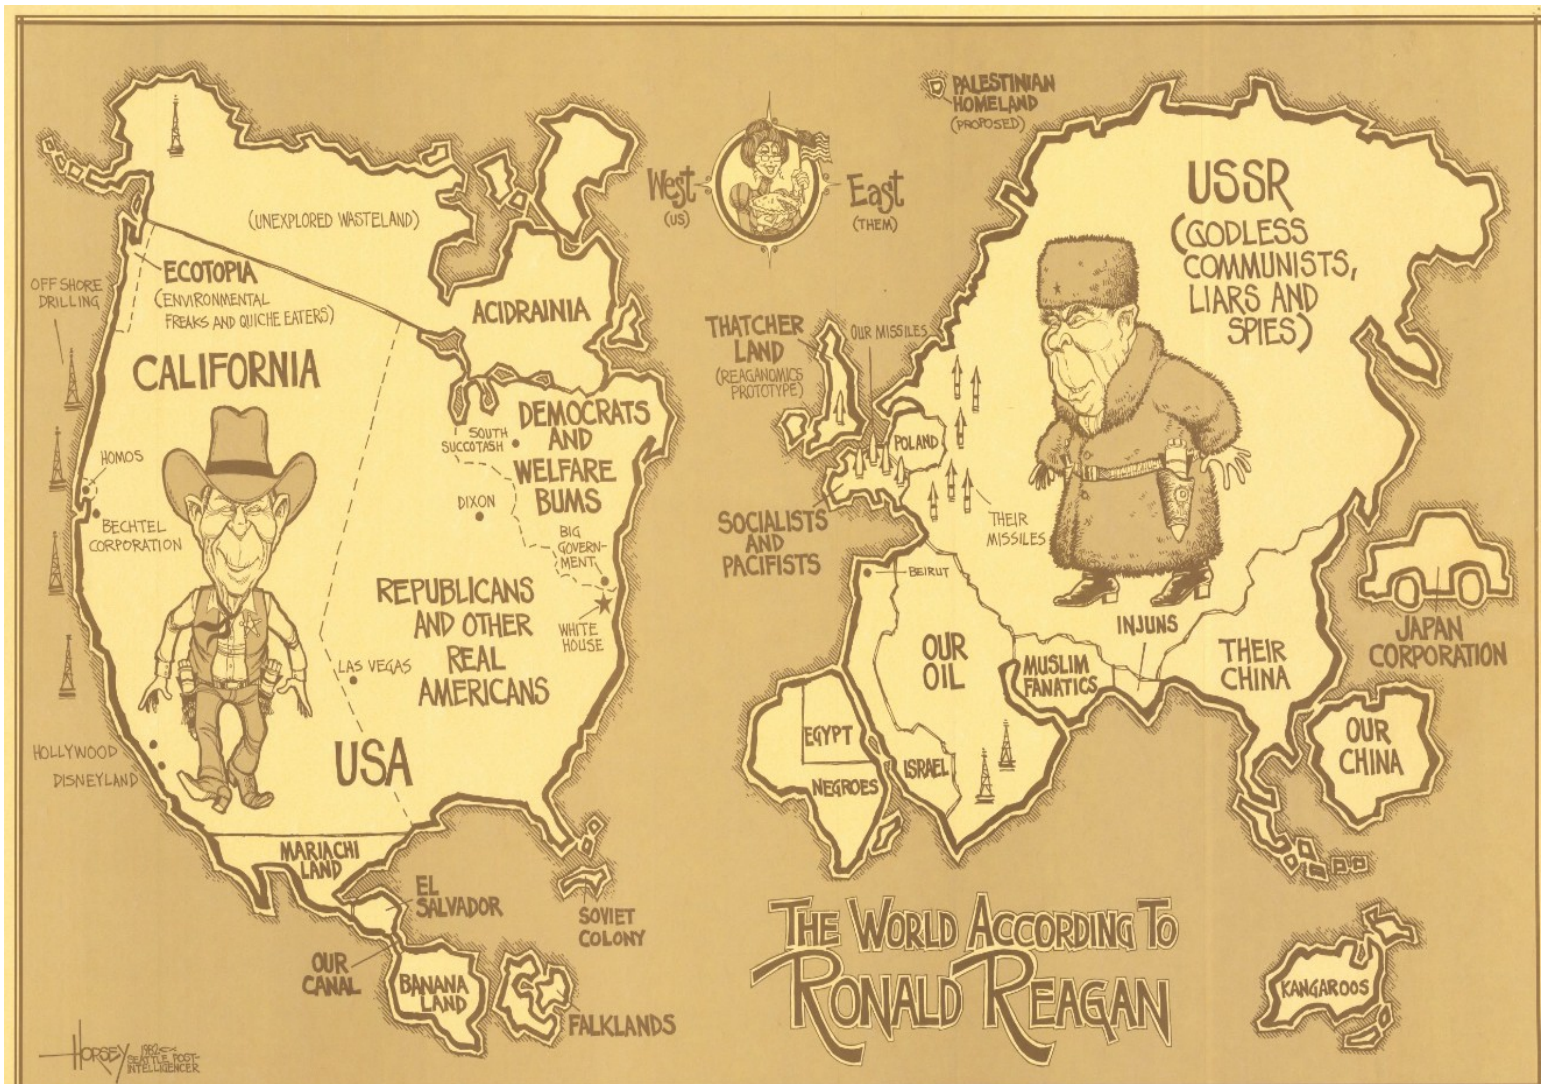 (UNEXPLORED WASTELAND)
ECOTOPIA
(ENVIRONMENTAL
FREAKS AND QUICHE EATERS)
OFF SHORE
DRILLING
CALIFORNIA
HOMOS
BECHTEL
CORPORATION
HOLLYWOOD
DISNEYLAND
ACIDRAINIA
SOUTH
SUCCOTASH
DEMOCRATS
AND
WELFARE
BUMS
DIXON
BIG
GOVERN-
MENT
WHITE
HOUSE
REPUBLICANS
AND OTHER
REAL
AMERICANS
LAS VEGAS
USA
MARIACHI
LAND
EL
SALVADOR
SOVIET
COLONY
OUR
CANAL
BANANA
LAND
FALKLANDS
HORSEY
1982
SEATTLE POST-
INTELLIGENCER
West
(US)
East
(THEM)
PALESTINIAN
HOMELAND
(PROPOSED)
USSR
(GODLESS
COMMUNISTS,
LIARS AND
SPIES)
THATCHER
LAND
(REAGANOMICS
PROTOTYPE)
OUR MISSILES
POLAND
THEIR
MISSILES
SOCIALISTS
AND
PACIFISTS
BEIRUT
OUR
OIL
MUSLIM
FANATICS
INJUNS
THEIR
CHINA
JAPAN
CORPORATION
OUR
CHINA
EGYPT
NEGROES
ISRAEL
KANGAROOS
THE WORLD ACCORDING TO
RONALD REAGAN